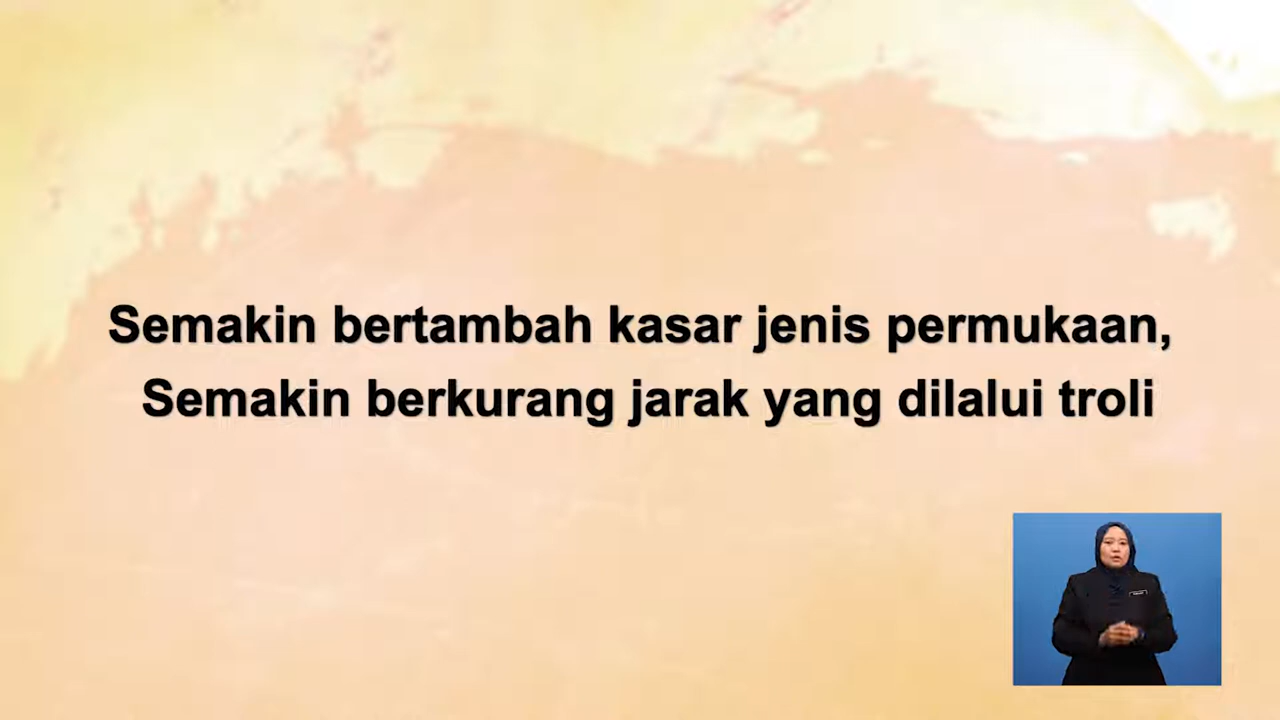 Semakin bertambah kasar jenis permukaan,
Semakin berkurang jarak yang dilalui troli